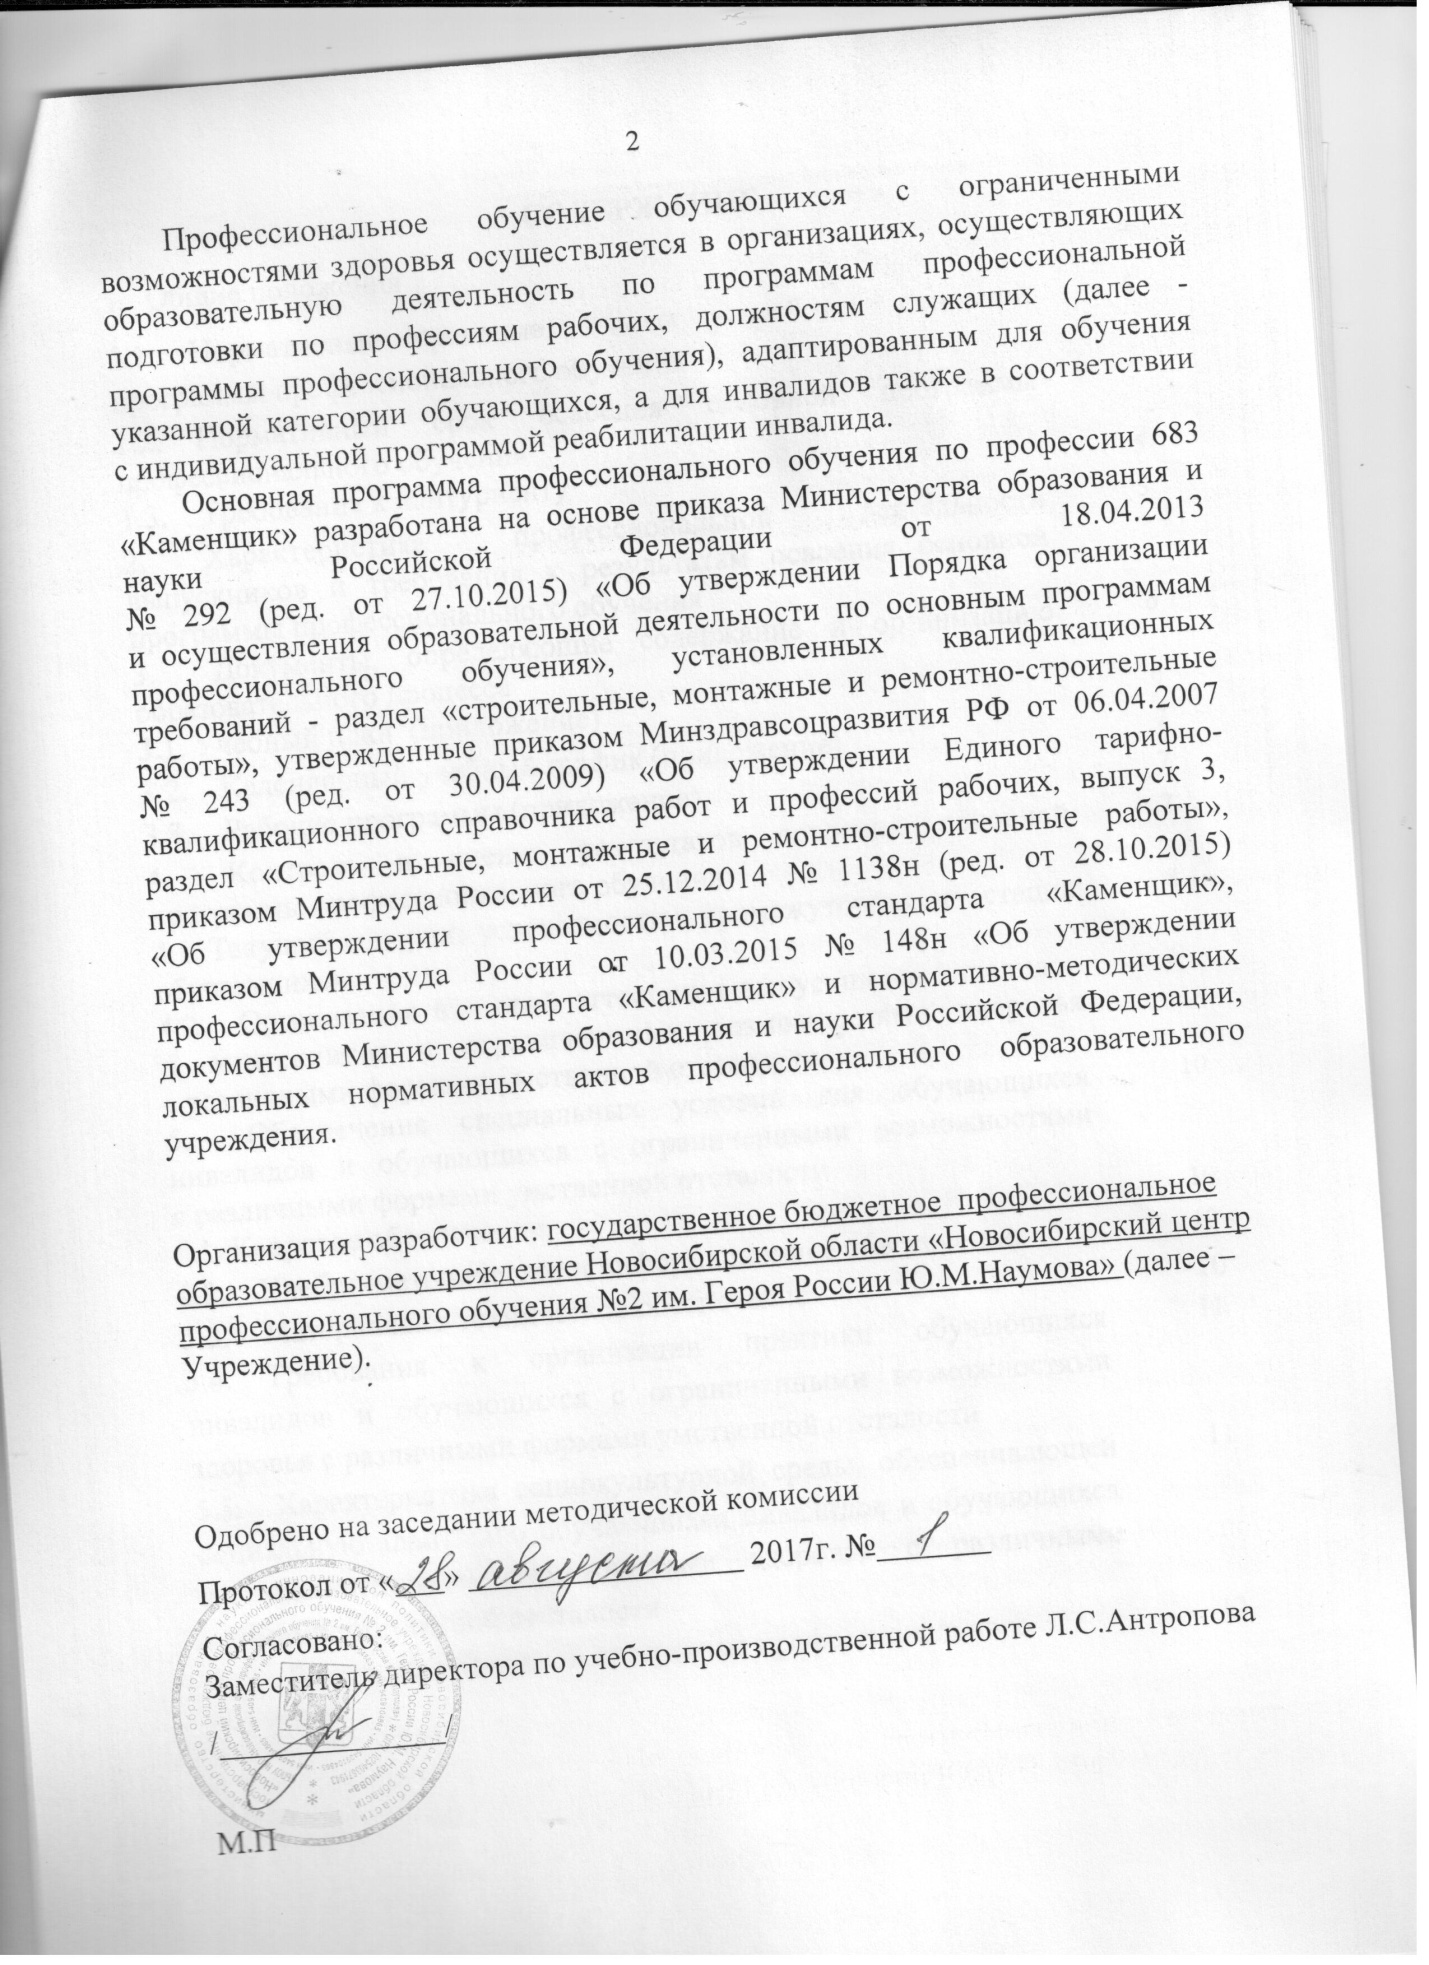 2
Профессиональное обучение обучающихся с ограниченными
возможностями здоровья осуществляется в организациях, осуществляющих
образовательную деятельность по программам профессиональной
подготовки по профессиям рабочих, должностям служащих (далее -
программы профессионального обучения), адаптированным для обучения
указанной категории обучающихся, а для инвалидов также в соответствии
с индивидуальной программой реабилитации инвалида.
Основная программа профессионального обучения по профессии 683
«Каменщик» разработана на основе приказа Министерства образования и
науки Российской Федерации от 18.04.2013
№ 292 (ред. от 27.10.2015) «Об утверждении Порядка организации
и осуществления образовательной деятельности по основным программам
профессионального обучения», установленных квалификационных
требований - раздел «строительные, монтажные и ремонтно-строительные
работы», утвержденные приказом Минздравсоцразвития РФ от 06.04.2007
№ 243 (ред. от 30.04.2009) «Об утверждении Единого тарифно-
квалификационного справочника работ и профессий рабочих, выпуск 3,
раздел «Строительные, монтажные и ремонтно-строительные работы»,
приказом Минтруда России от 25.12.2014 № 1138н (ред. от 28.10.2015)
«Об утверждении профессионального стандарта «Каменщик»,
приказом Минтруда России от 10.03.2015 № 148н «Об утверждении
профессионального стандарта «Каменщик» и нормативно-методических
документов Министерства образования и науки Российской Федерации,
локальных нормативных актов профессионального образовательного
учреждения.
Организация разработчик: государственное бюджетное профессиональное
образовательное учреждение Новосибирской области «Новосибирский центр
профессионального обучения №2 им. Героя России Ю.М.Наумова» (далее –
Учреждение).
Одобрено на заседании методической комиссии
Протокол от «28» августа 2017г. № 1
Согласовано:
Заместитель директора по учебно-производственной работе Л.С.Антропова
/ /
М.П